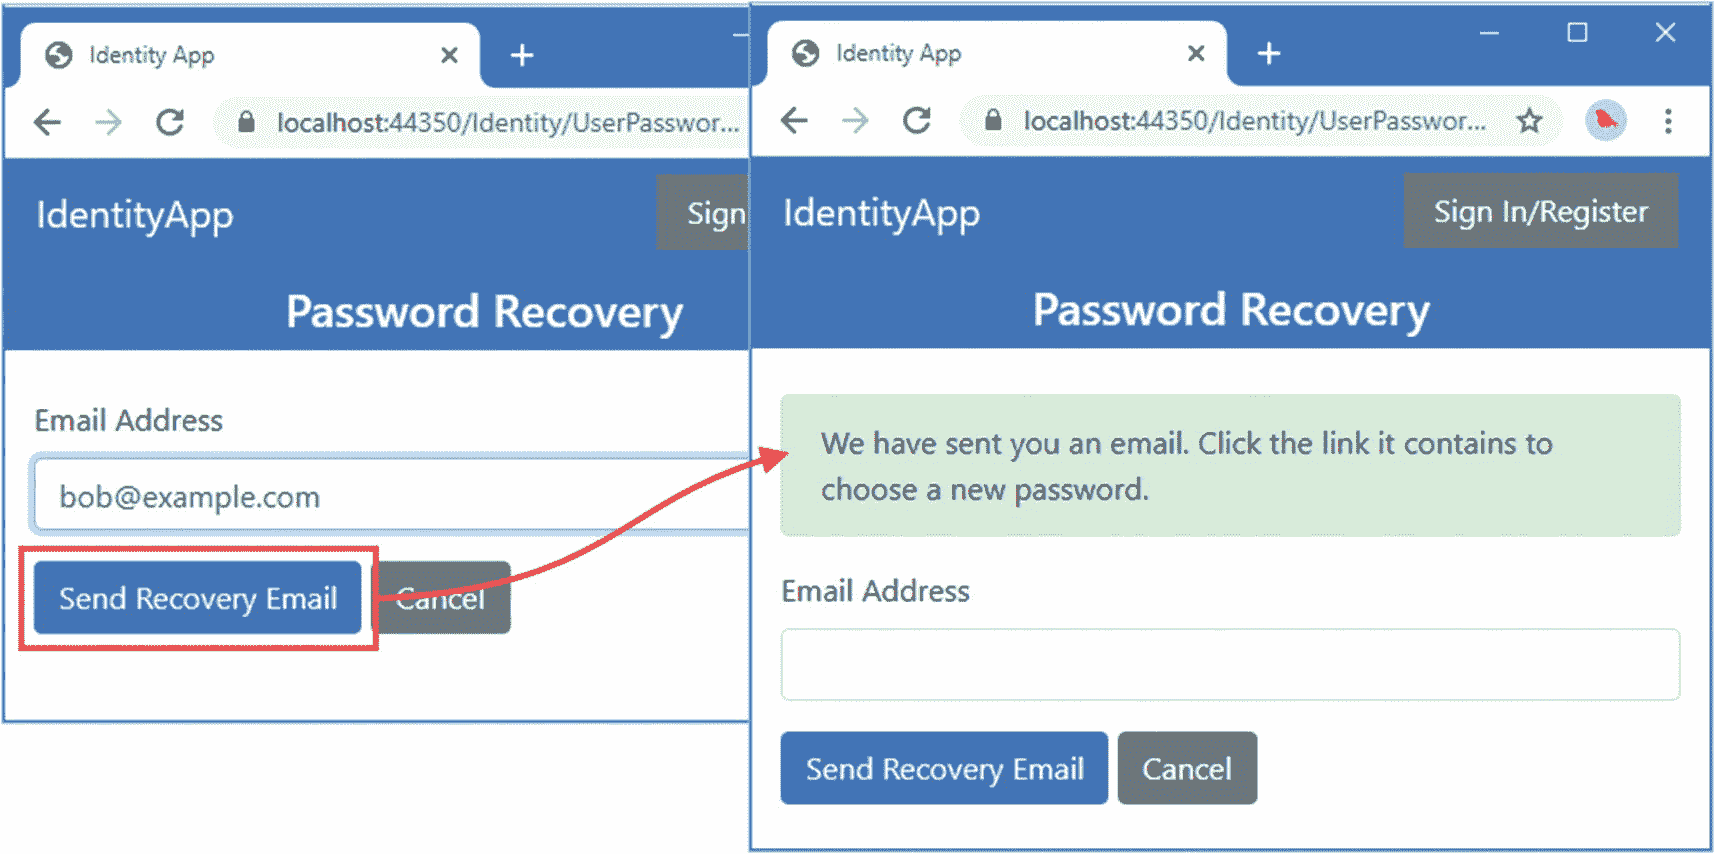 Identity App
localhost:44350/Identity/UserPasswor...
IdentityApp
Sign
Password Recovery
Email Address
bob@example.com
Send Recovery Email
Cancel
Identity App
localhost:44350/Identity/UserPasswor...
IdentityApp
Sign In/Register
Password Recovery
We have sent you an email. Click the link it contains to
choose a new password.
Email Address
Send Recovery Email
Cancel